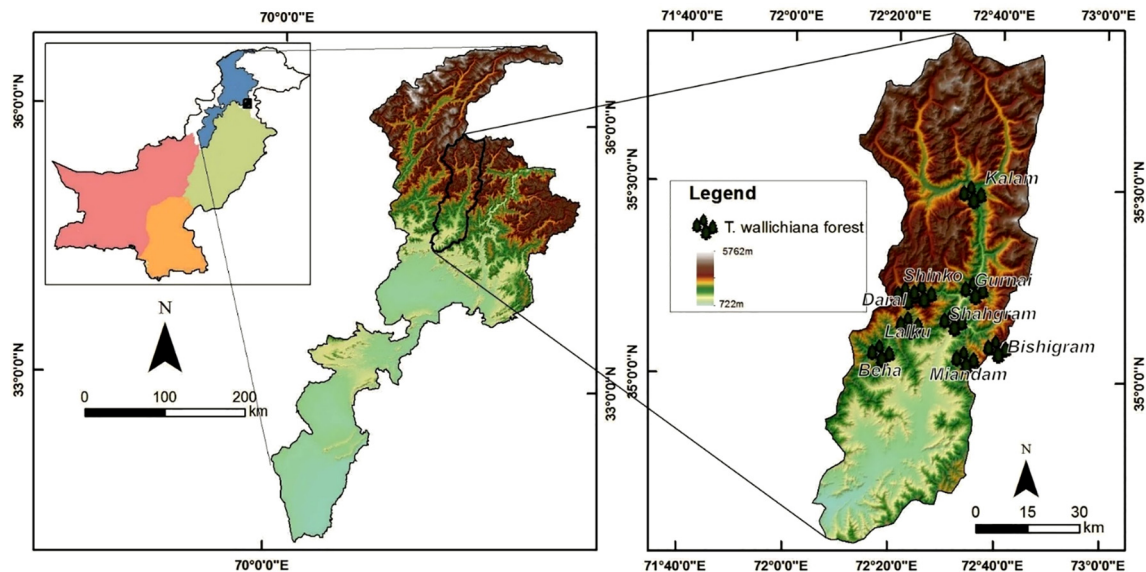 70°0'0"E
36°0'0"N
33°0'0"N
N
0 100 200
km
70°0'0"E
36°0'0"N
33°0'0"N
71°40'0"E 72°0'0"E 72°20'0"E 72°40'0"E 73°0'0"E
35°30'0"N
35°0'0"N
Legend
T. wallichiana forest
5762m
722m
Kalam
Shinko
Gurnai
Daral
Shahgram
Lalku
Bishigram
Beha
Miandam
N
0 15 30
km
35°30'0"N
35°0'0"N
71°40'0"E 72°0'0"E 72°20'0"E 72°40'0"E 73°0'0"E